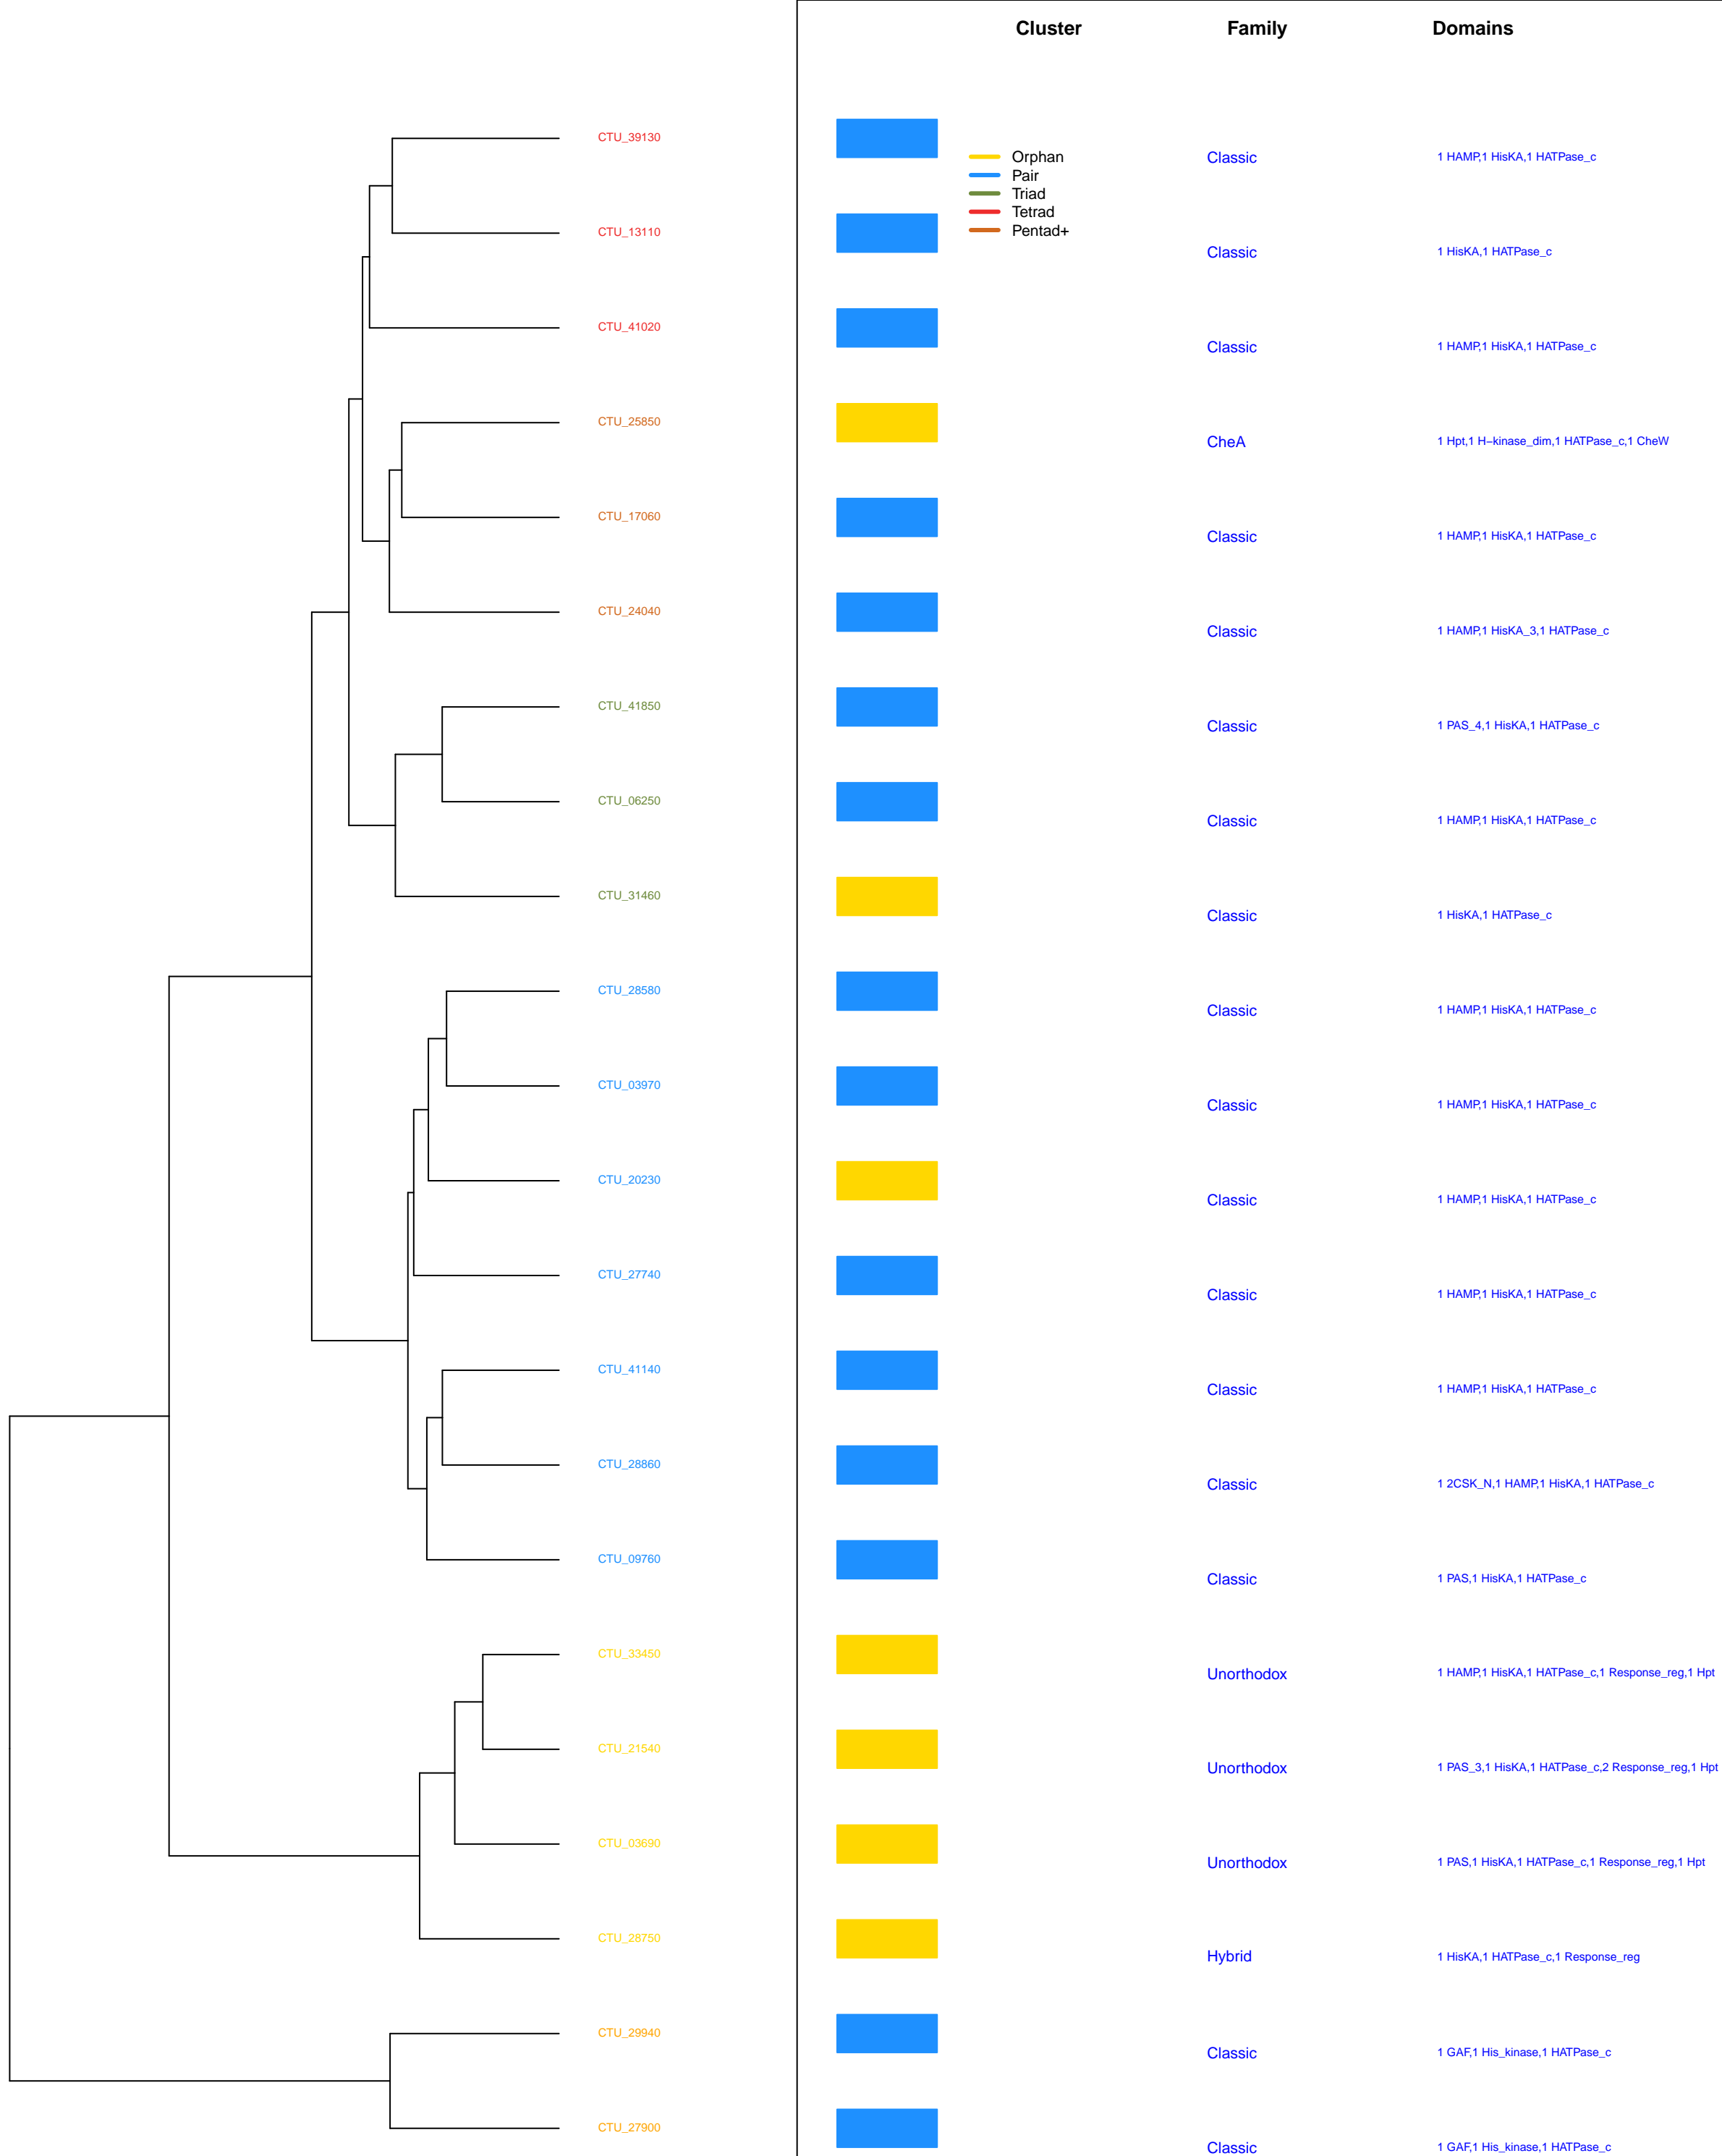 Cluster Family Domains
CTU_39130
Orphan
Classic 1 HAMP,1 HisKA,1 HATPase_c
Pair
Triad
Tetrad
CTU_13110
Pentad+
Classic 1 HisKA,1 HATPase_c
CTU_41020
Classic 1 HAMP,1 HisKA,1 HATPase_c
CTU_25850
CheA 1 Hpt,1 H−kinase_dim,1 HATPase_c,1 CheW
CTU_17060
Classic 1 HAMP,1 HisKA,1 HATPase_c
CTU_24040
Classic 1 HAMP,1 HisKA_3,1 HATPase_c
CTU_41850
Classic 1 PAS_4,1 HisKA,1 HATPase_c
CTU_06250
Classic 1 HAMP,1 HisKA,1 HATPase_c
CTU_31460
Classic 1 HisKA,1 HATPase_c
CTU_28580
Classic 1 HAMP,1 HisKA,1 HATPase_c
CTU_03970
Classic 1 HAMP,1 HisKA,1 HATPase_c
CTU_20230
Classic 1 HAMP,1 HisKA,1 HATPase_c
CTU_27740
Classic 1 HAMP,1 HisKA,1 HATPase_c
CTU_41140
Classic 1 HAMP,1 HisKA,1 HATPase_c
CTU_28860
Classic 1 2CSK_N,1 HAMP,1 HisKA,1 HATPase_c
CTU_09760
Classic 1 PAS,1 HisKA,1 HATPase_c
CTU_33450
Unorthodox 1 HAMP,1 HisKA,1 HATPase_c,1 Response_reg,1 Hpt
CTU_21540
Unorthodox 1 PAS_3,1 HisKA,1 HATPase_c,2 Response_reg,1 Hpt
CTU_03690
Unorthodox 1 PAS,1 HisKA,1 HATPase_c,1 Response_reg,1 Hpt
CTU_28750
Hybrid 1 HisKA,1 HATPase_c,1 Response_reg
CTU_29940
Classic 1 GAF,1 His_kinase,1 HATPase_c
CTU_27900
Classic 1 GAF,1 His_kinase,1 HATPase_c